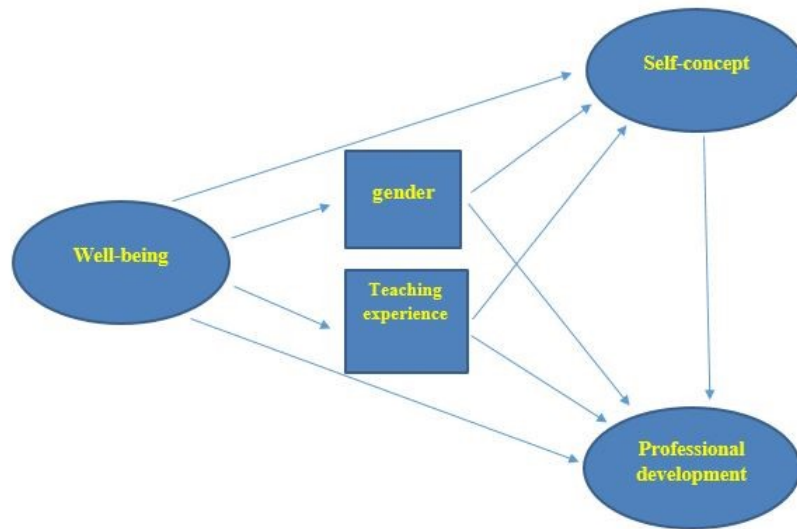 Self-concept
gender
Well-being
Teaching
experience
Professional
development